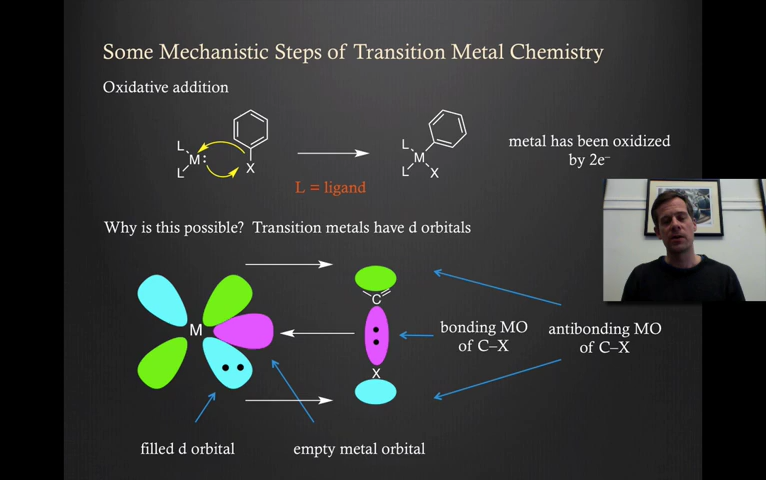 Some Mechanistic Steps of Transition Metal Chemistry
Oxidative addition
L
M:
L
X
L = ligand
L
M
L
X
metal has been oxidized
by 2e⁻
Why is this possible? Transition metals have d orbitals
M
C
X
bonding MO
of C–X
antibonding MO
of C–X
filled d orbital
empty metal orbital